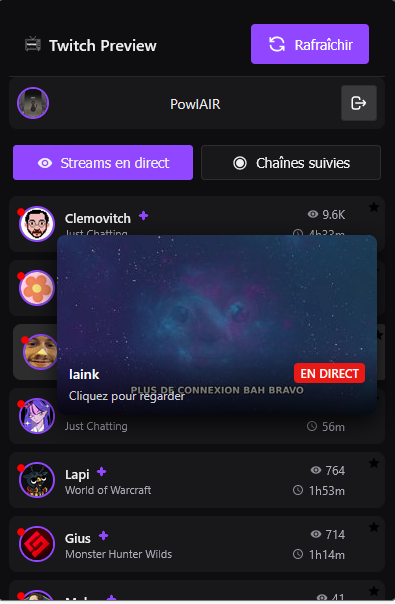 Twitch Preview
Rafraîchir
PowlAIR
Streams en direct
Chaînes suivies
Clemovitch
9.6K
Just Chatting
4h33m
laink
EN DIRECT
PLUS DE CONNEXION BAH BRAVO
Cliquez pour regarder
Just Chatting
56m
Lapi
764
World of Warcraft
1h53m
Gius
714
Monster Hunter Wilds
1h14m
41